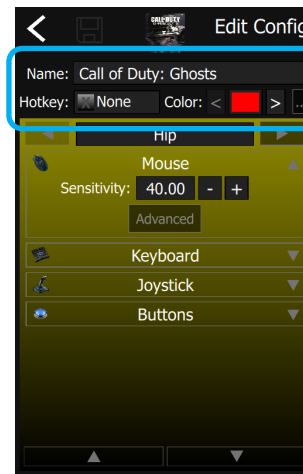 Edit Config
Name: Call of Duty: Ghosts
Hotkey: None Color: < > ...
Hip
Mouse
Sensitivity: 40.00 - +
Advanced
Keyboard
Joystick
Buttons